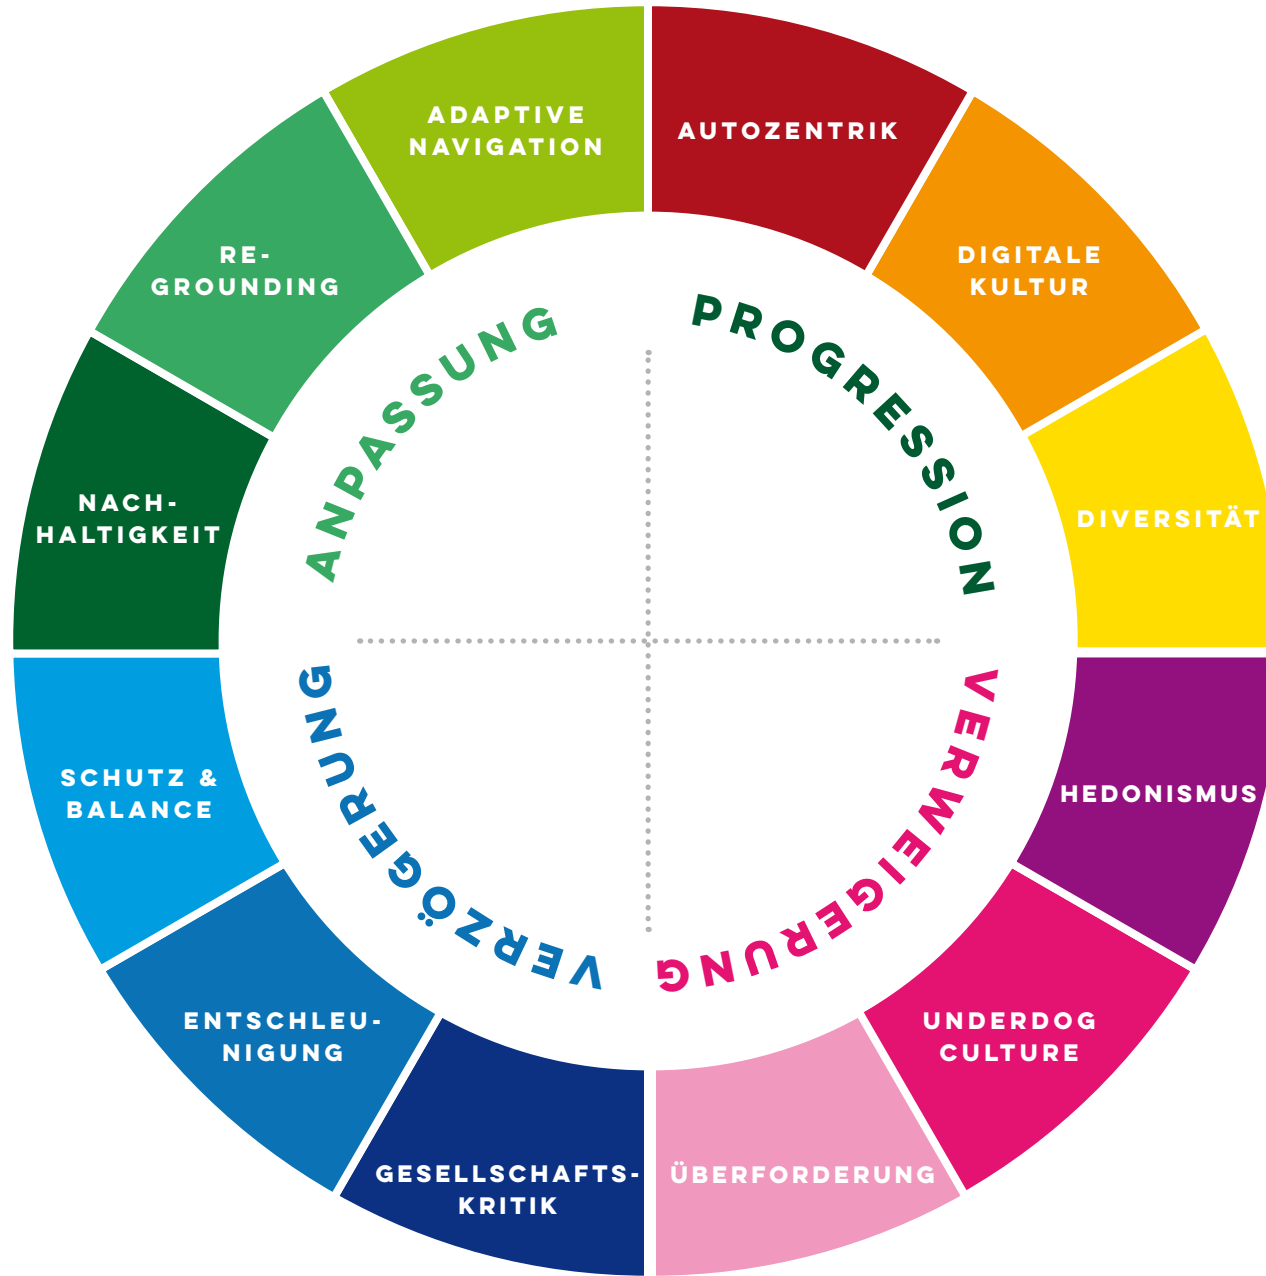 ADAPTIVE
NAVIGATION
AUTOZENTRIK
DIGITALE
KULTUR
DIVERSITÄT
HEDONISMUS
UNDERDOG
CULTURE
ÜBERFORDERUNG
GESELLSCHAFTS-
KRITIK
ENTSCHLEU-
NIGUNG
SCHUTZ &
BALANCE
NACH-
HALTIGKEIT
RE-
GROUNDING
ANPASSUNG
PROGRESSION
VERWEIGERUNG
VERZÖGERUNG